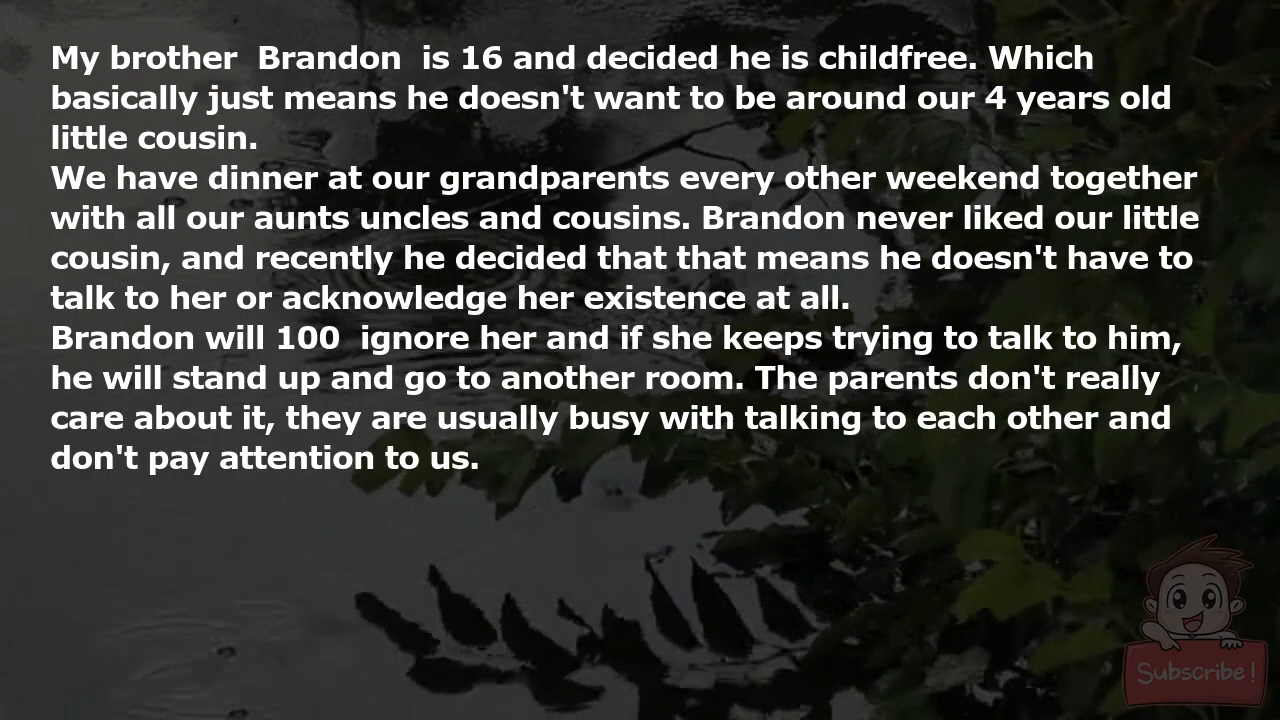 My brother  Brandon  is 16 and decided he is childfree. Which
basically just means he doesn't want to be around our 4 years old
little cousin.
We have dinner at our grandparents every other weekend together
with all our aunts uncles and cousins. Brandon never liked our little
cousin, and recently he decided that that means he doesn't have to
talk to her or acknowledge her existence at all.
Brandon will 100  ignore her and if she keeps trying to talk to him,
he will stand up and go to another room. The parents don't really
care about it, they are usually busy with talking to each other and
don't pay attention to us.
Subscribe!